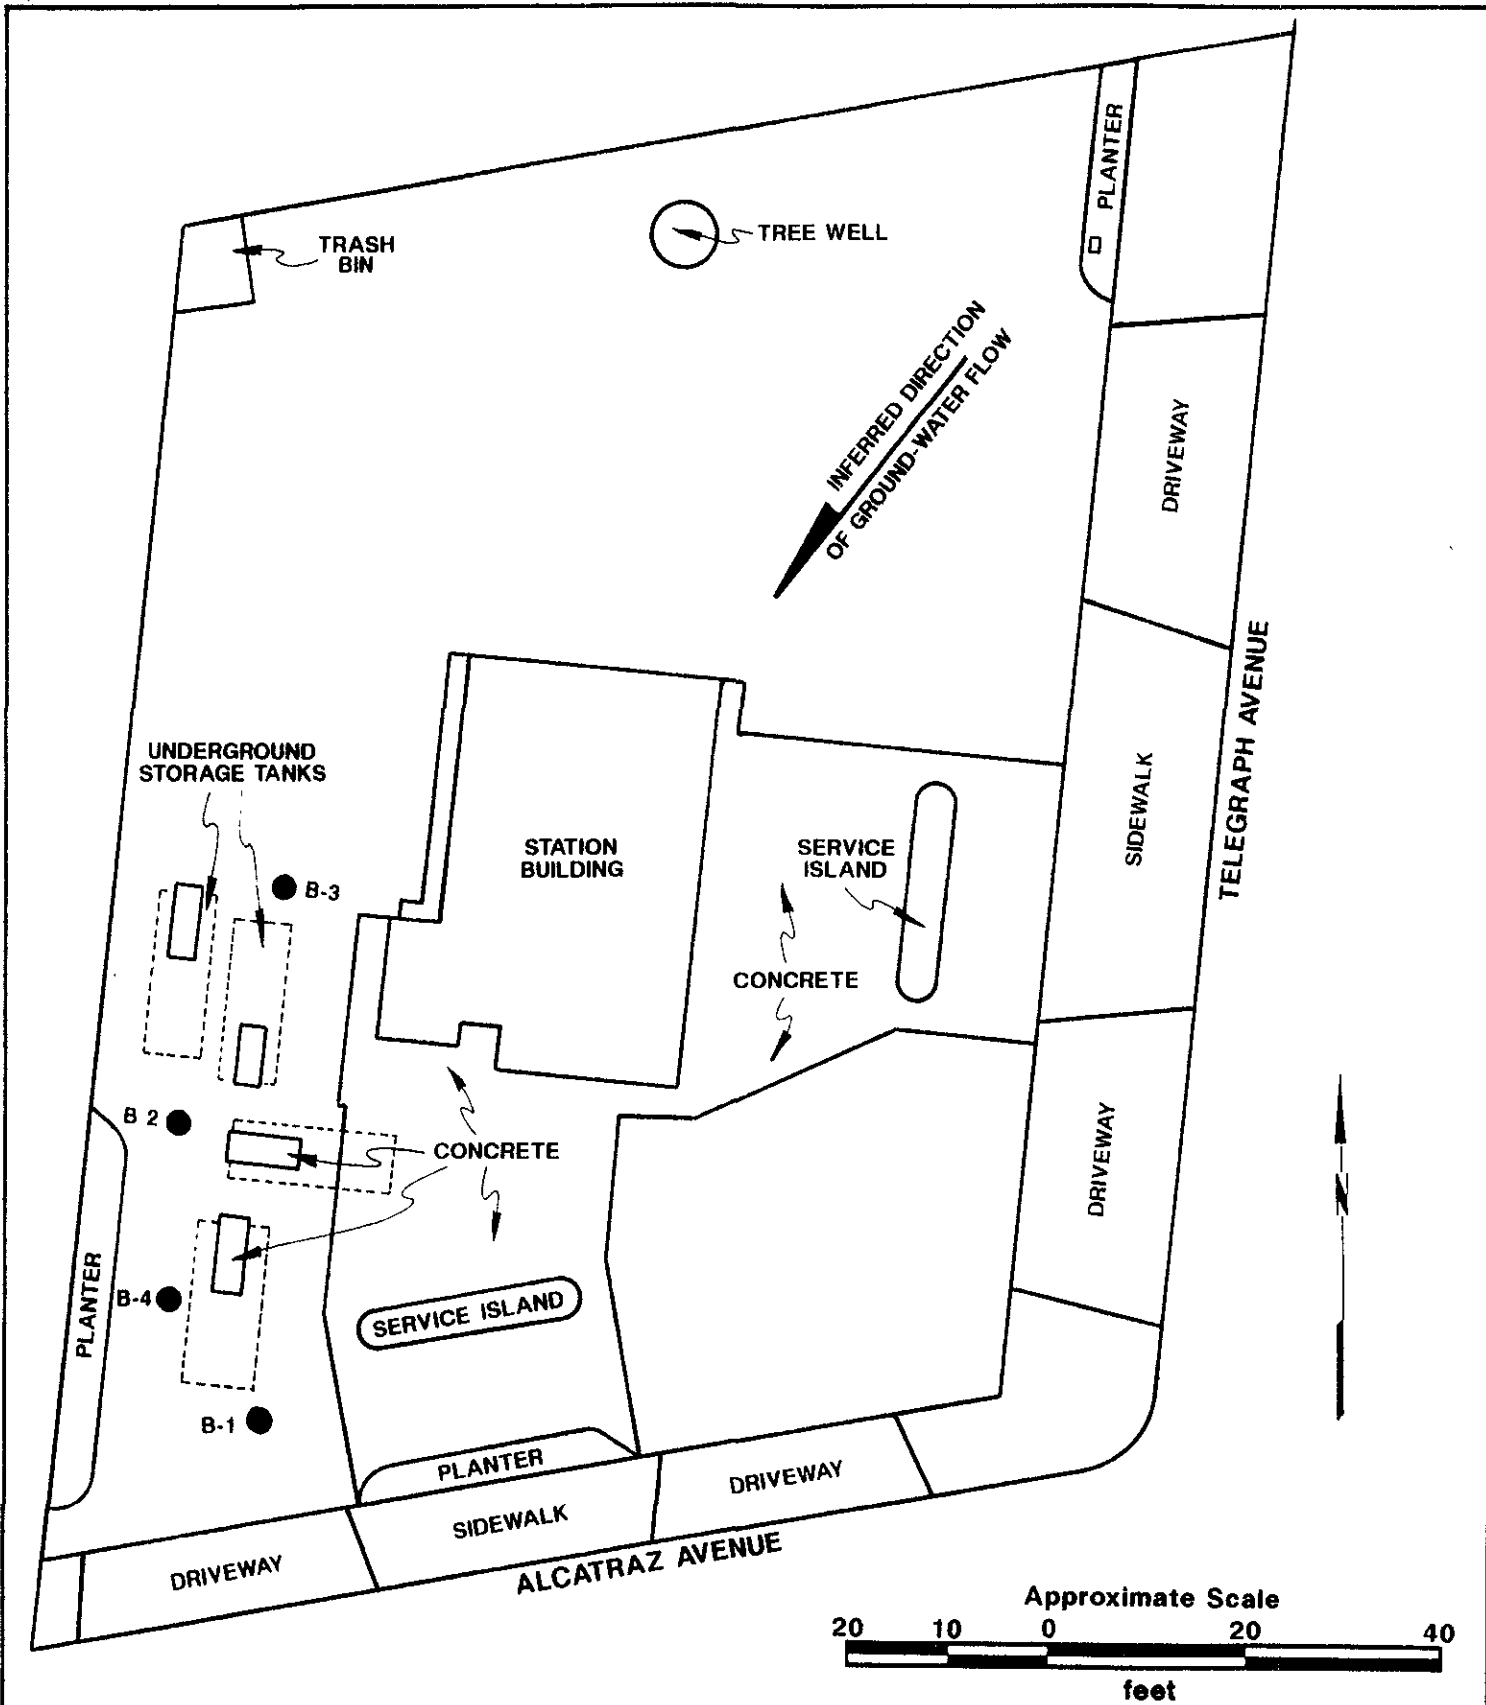 PLANTER
TRASH
BIN
TREE WELL
INFERRED DIRECTION
OF GROUND-WATER FLOW
DRIVEWAY
TELEGRAPH AVENUE
UNDERGROUND
STORAGE TANKS
SIDEWALK
STATION
BUILDING
SERVICE
ISLAND
B-3
CONCRETE
B 2
CONCRETE
DRIVEWAY
N
PLANTER
B-4
SERVICE ISLAND
B-1
PLANTER
DRIVEWAY
SIDEWALK
DRIVEWAY
ALCATRAZ AVENUE
Approximate Scale
20 10 0 20 40
feet